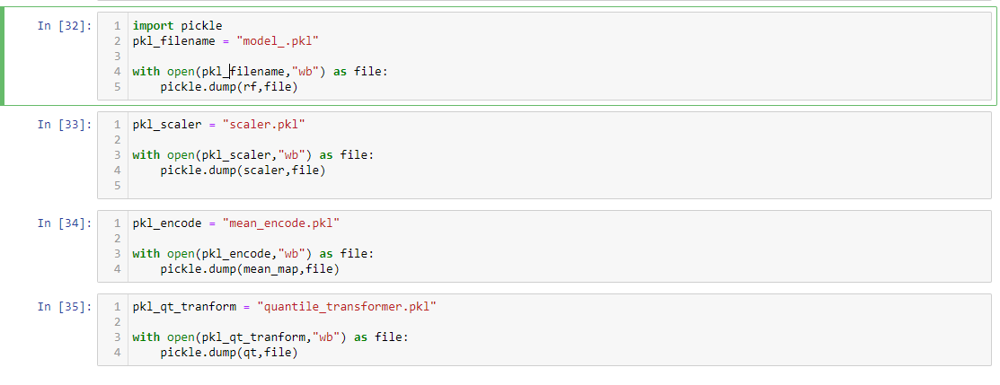 In [32]:
1 import pickle
2 pkl_filename = "model_.pkl"
3
4 with open(pkl_filename,"wb") as file:
5     pickle.dump(rf,file)
In [33]:
1 pkl_scaler = "scaler.pkl"
2
3 with open(pkl_scaler,"wb") as file:
4     pickle.dump(scaler,file)
5
In [34]:
1 pkl_encode = "mean_encode.pkl"
2
3 with open(pkl_encode,"wb") as file:
4     pickle.dump(mean_map,file)
In [35]:
1 pkl_qt_tranform = "quantile_transformer.pkl"
2
3 with open(pkl_qt_tranform,"wb") as file:
4     pickle.dump(qt,file)